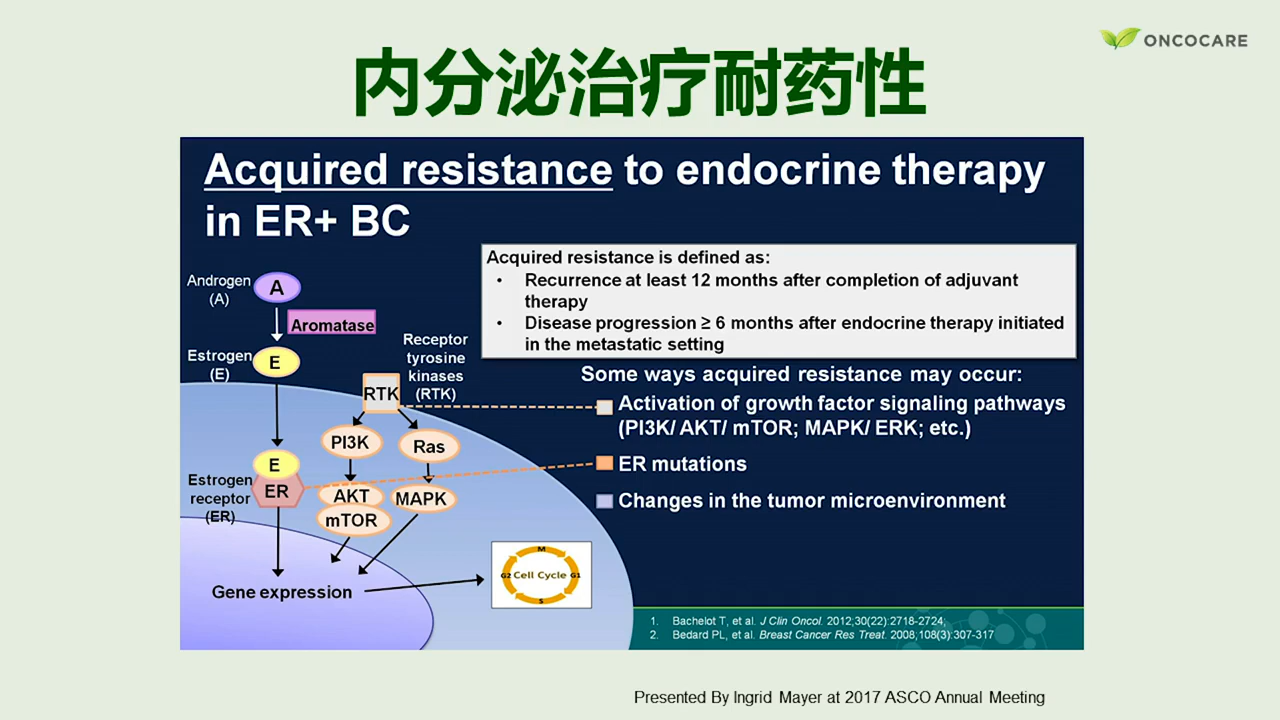 ONCOCARE
内分泌治疗耐药性
Acquired resistance to endocrine therapy
in ER+ BC
Acquired resistance is defined as:
• Recurrence at least 12 months after completion of adjuvant
therapy
• Disease progression ≥ 6 months after endocrine therapy initiated
in the metastatic setting
Androgen
(A)
A
Aromatase
Estrogen
(E)
E
Receptor
tyrosine
kinases
(RTK)
RTK
PI3K
Ras
E
ER
Estrogen
receptor
(ER)
AKT
mTOR
MAPK
Gene expression
M
G2
Cell Cycle
G1
S
Some ways acquired resistance may occur:
Activation of growth factor signaling pathways
(PI3K/ AKT/ mTOR; MAPK/ ERK; etc.)
ER mutations
Changes in the tumor microenvironment
1. Bachelot T, et al. J Clin Oncol. 2012;30(22):2718-2724;
2. Bedard PL, et al. Breast Cancer Res Treat. 2008;108(3):307-317
Presented By Ingrid Mayer at 2017 ASCO Annual Meeting